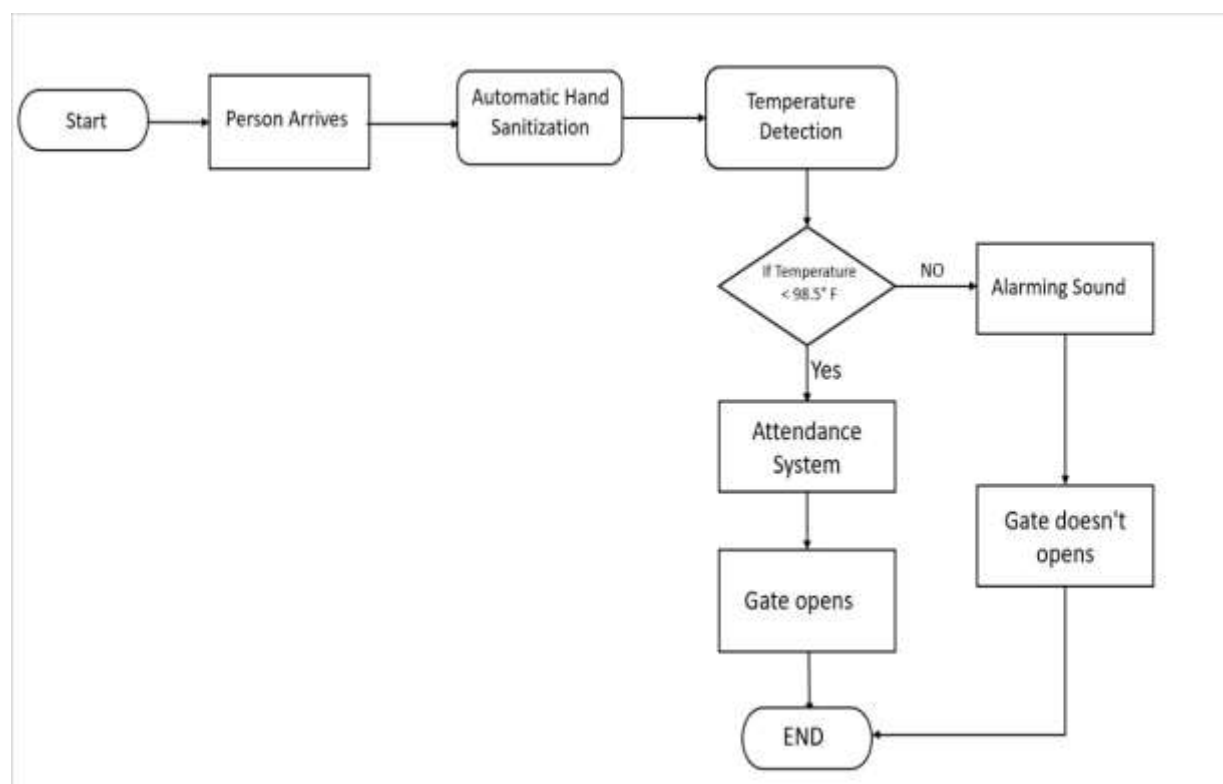 Start
Person Arrives
Automatic Hand
Sanitization
Temperature
Detection
If Temperature
< 98.5° F
NO
Alarming Sound
Yes
Attendance
System
Gate doesn't
opens
Gate opens
END